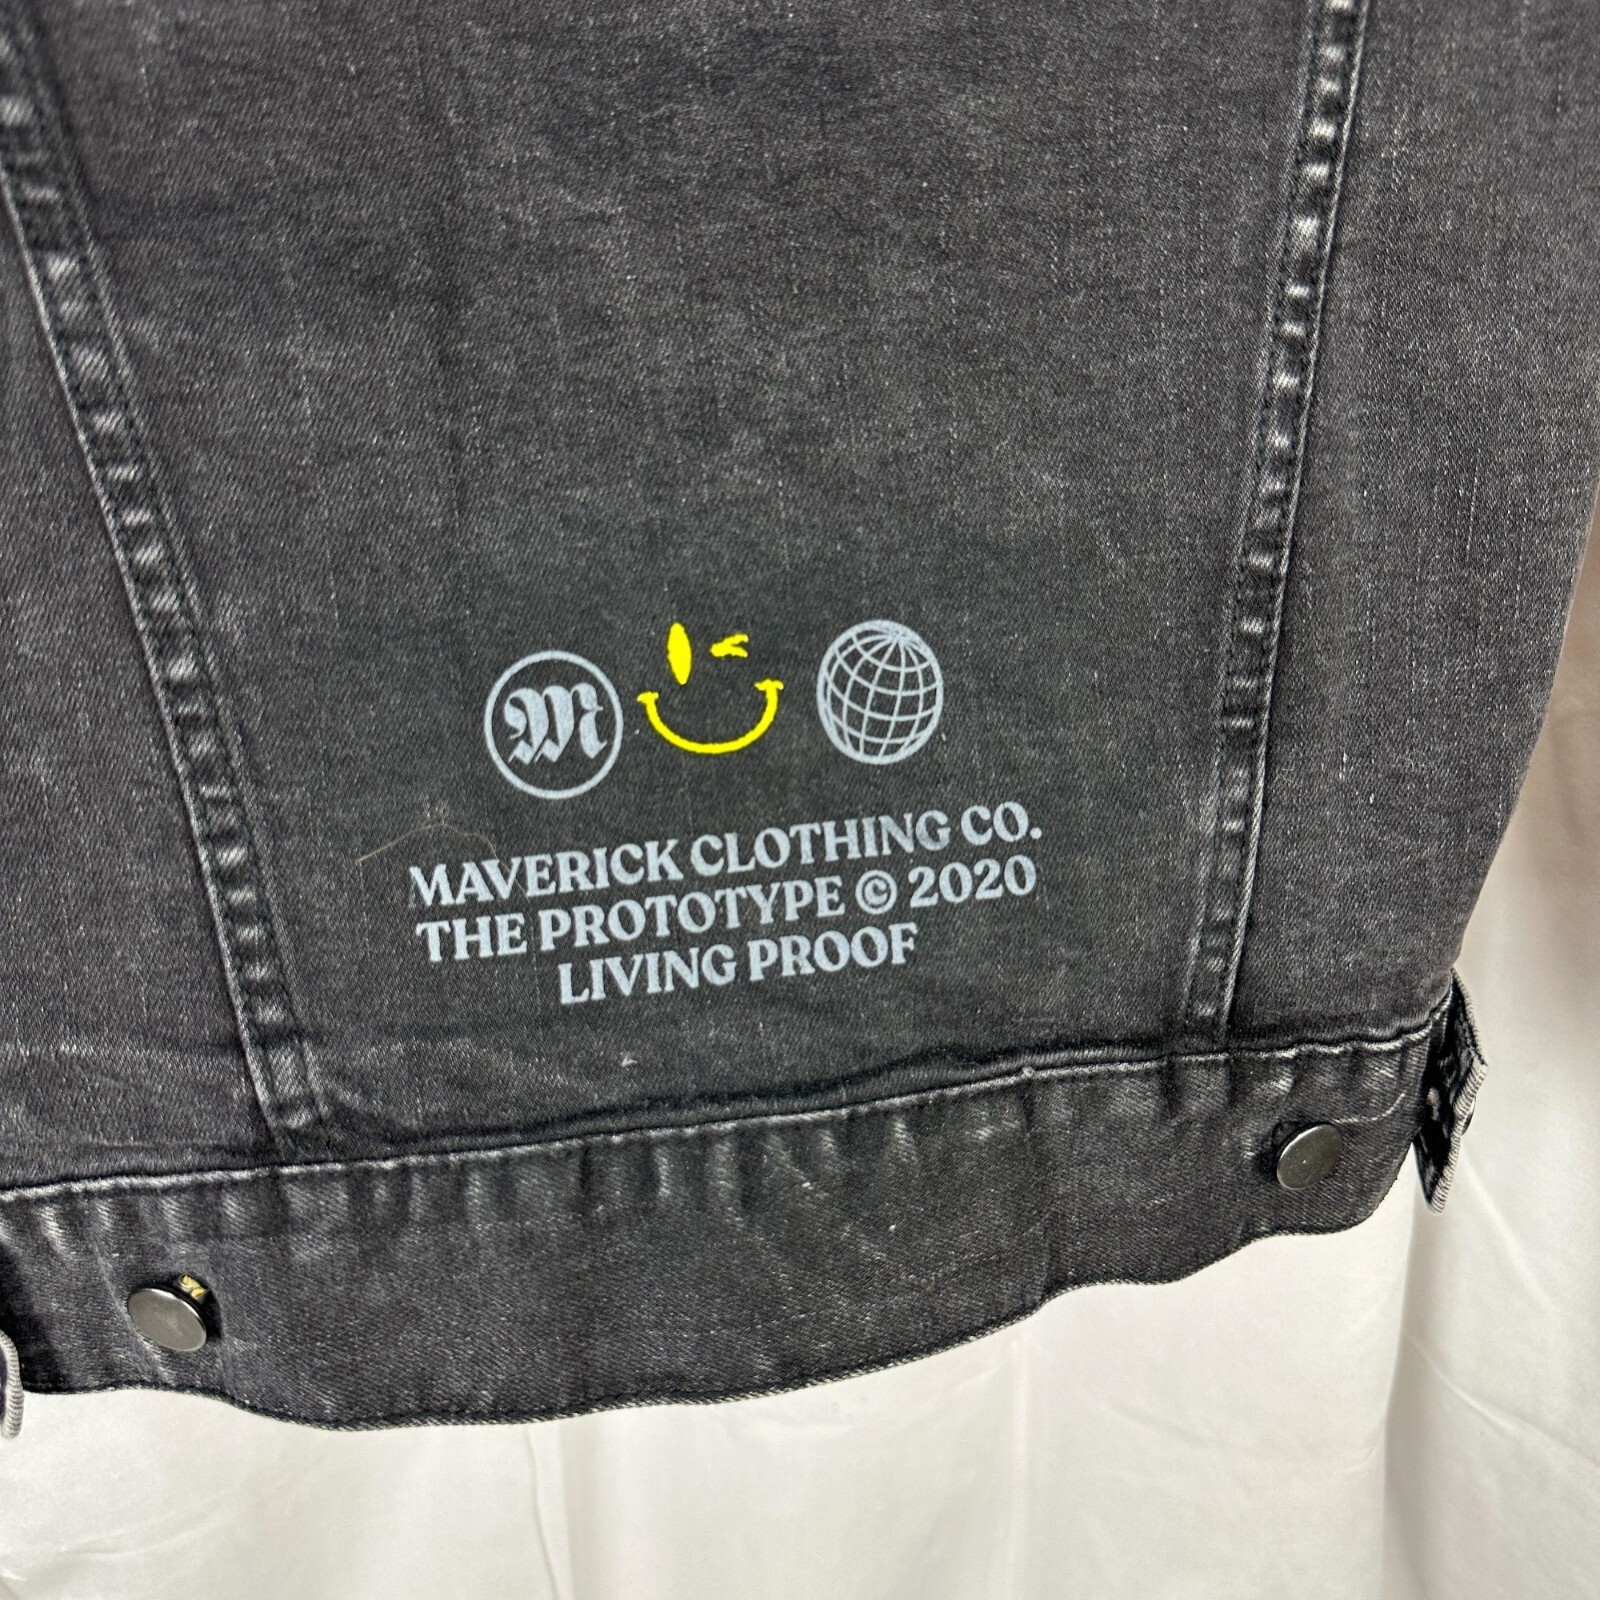 M
MAVERICK CLOTHING CO.
THE PROTOTYPE © 2020
LIVING PROOF